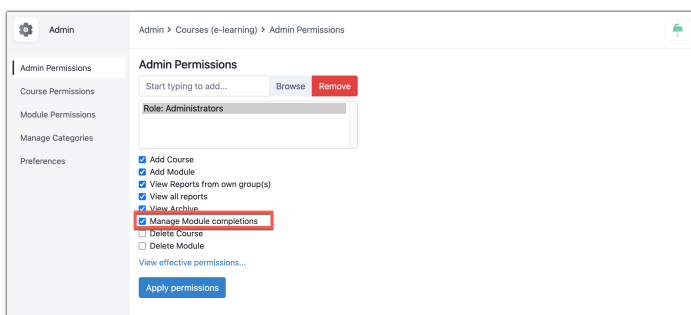 Admin
Admin > Courses (e-learning) > Admin Permissions
Admin Permissions
Course Permissions
Module Permissions
Manage Categories
Preferences
Admin Permissions
Start typing to add... Browse Remove
Role: Administrators
Add Course
Add Module
View Reports from own group(s)
View all reports
View Archive
Manage Module completions
Delete Course
Delete Module
View effective permissions...
Apply permissions